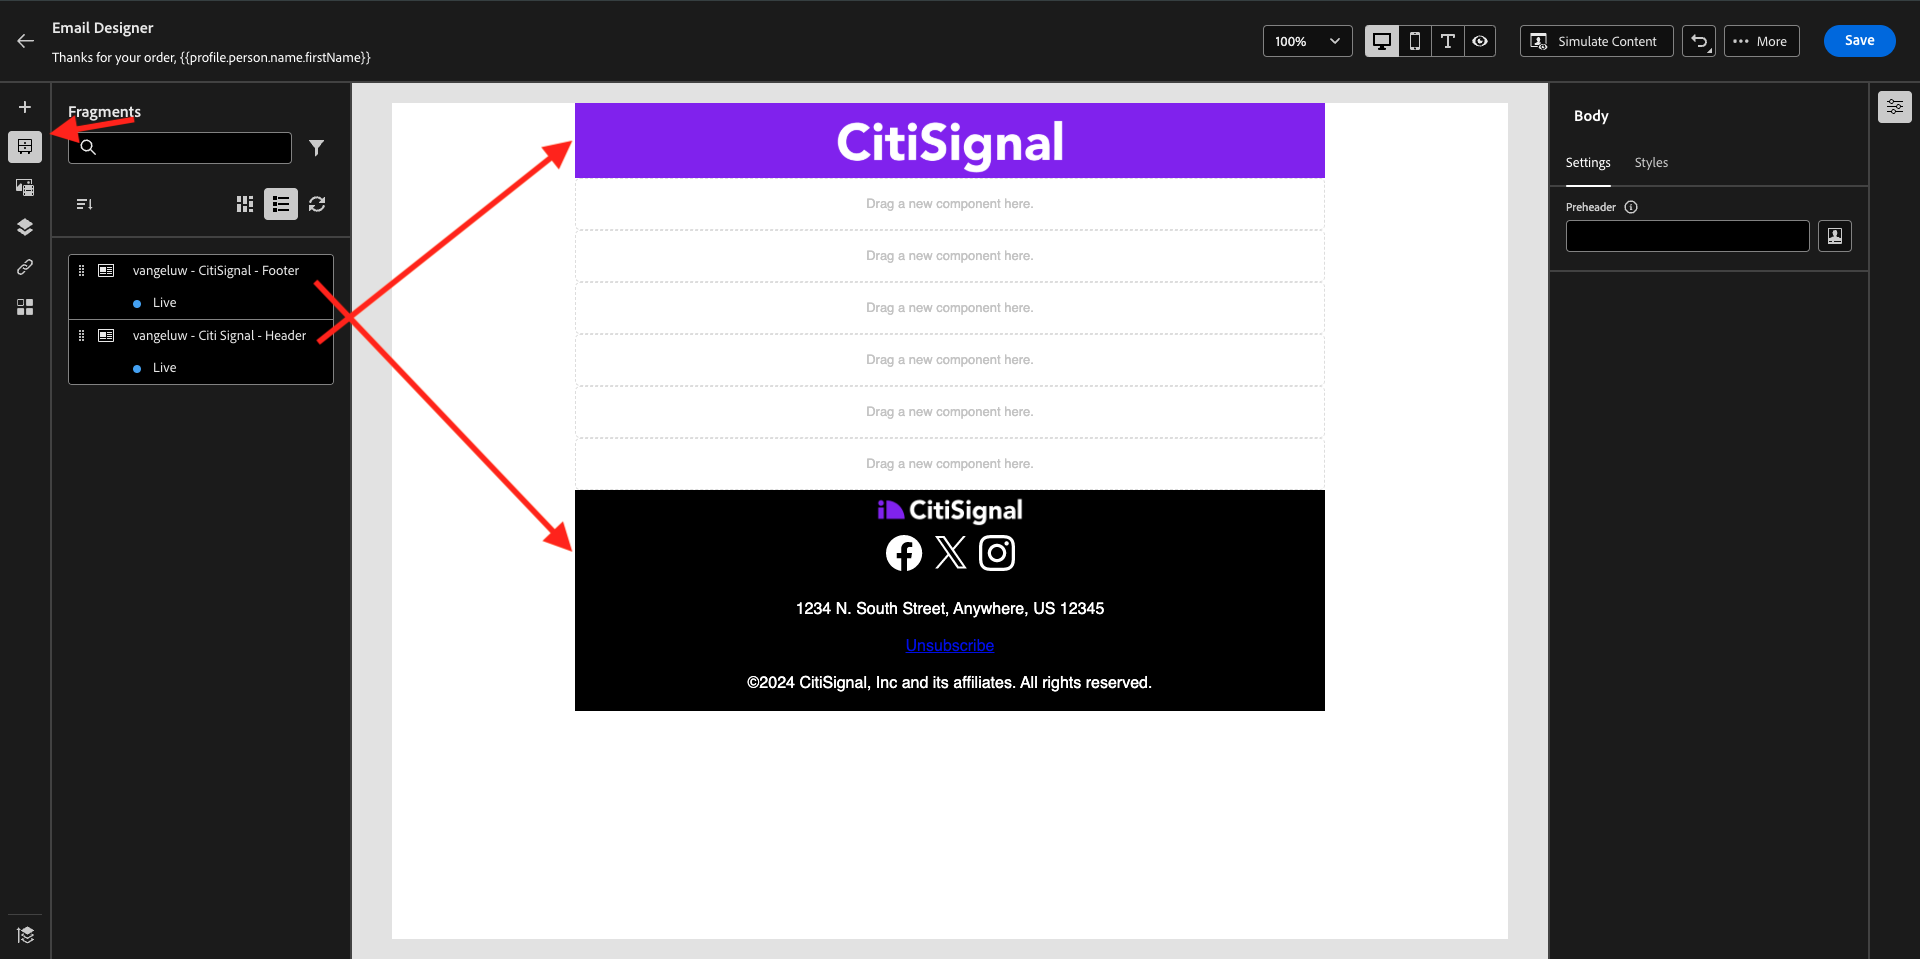 Email Designer
Thanks for your order, {{profile.person.name.firstName}}
100%
Simulate Content
More
Save
Fragments
vangeluw - CitiSignal - Footer
Live
vangeluw - Citi Signal - Header
Live
CitiSignal
Drag a new component here.
Drag a new component here.
Drag a new component here.
Drag a new component here.
Drag a new component here.
Drag a new component here.
CitiSignal
1234 N. South Street, Anywhere, US 12345
Unsubscribe
©2024 CitiSignal, Inc and its affiliates. All rights reserved.
Body
Settings
Styles
Preheader